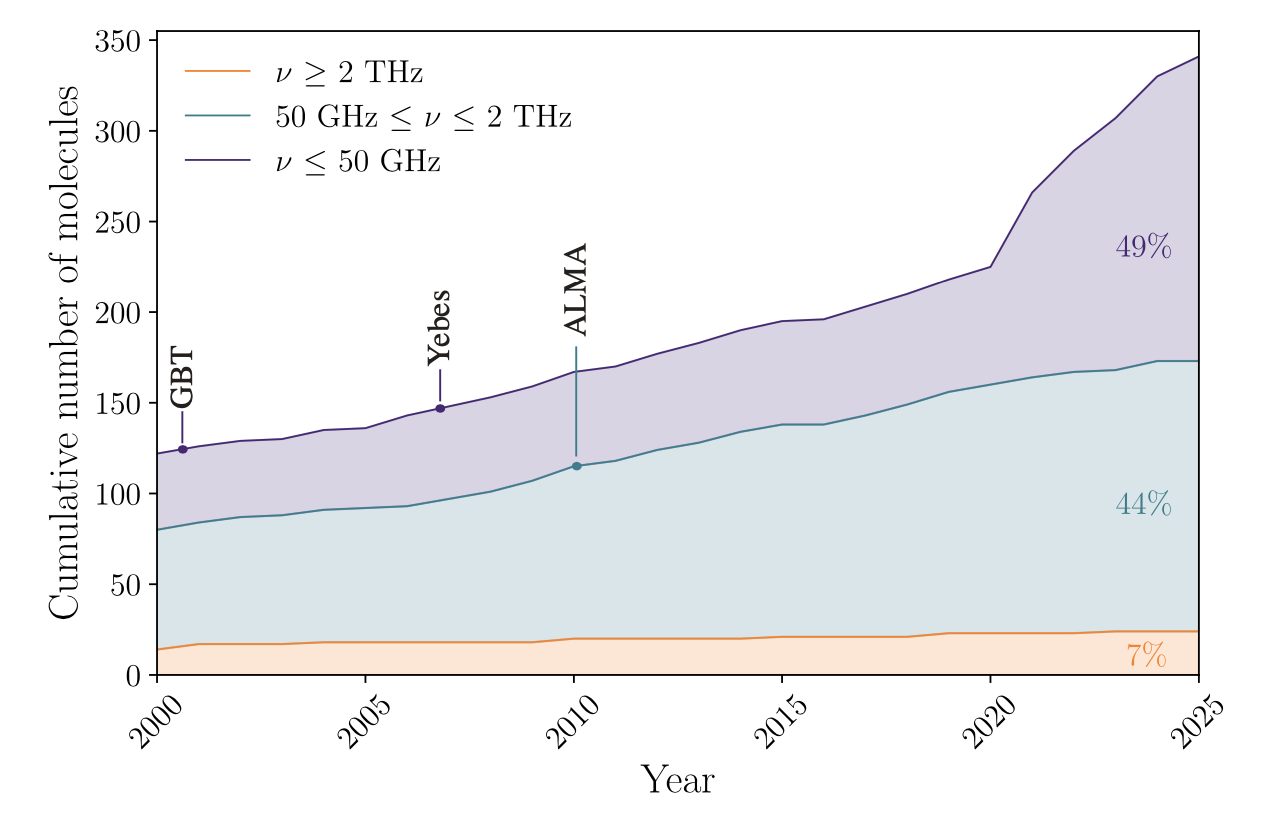 350
300
250
200
150
100
50
0
Cumulative number of molecules
ν ≥ 2 THz
50 GHz ≤ ν ≤ 2 THz
ν ≤ 50 GHz
GBT
Yebes
ALMA
49%
44%
7%
2000
2005
2010
2015
2020
2025
Year